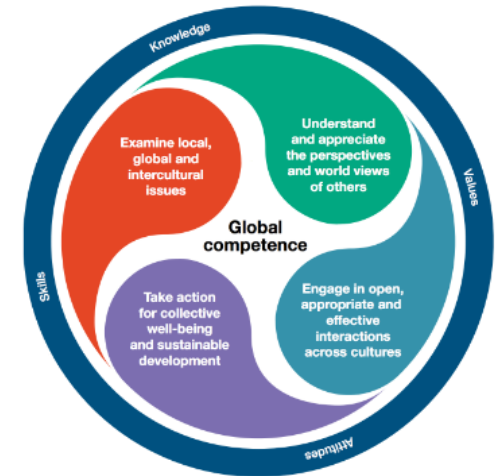 Knowledge
Examine local,
global and
intercultural
issues
Understand
and appreciate
the perspectives
and world views
of others
Values
Global
competence
Skills
Take action
for collective
well-being
and sustainable
development
Engage in open,
appropriate and
effective
interactions
across cultures
Attitudes